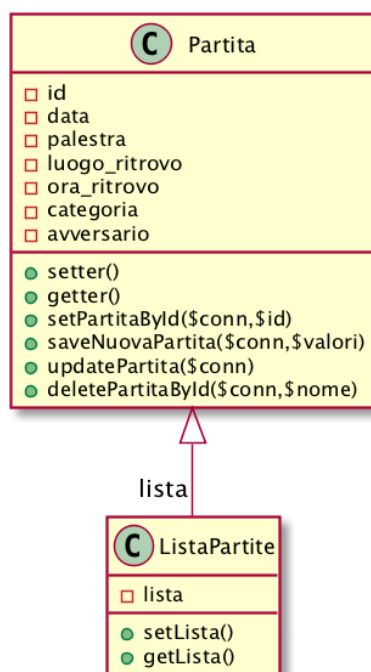 C Partita
id
data
palestra
luogo_ritrovo
ora_ritrovo
categoria
avversario
setter()
getter()
setPartitaById($conn,$id)
saveNuovaPartita($conn,$valori)
updatePartita($conn)
deletePartitaById($conn,$nome)
lista
C ListaPartite
lista
setLista()
getLista()